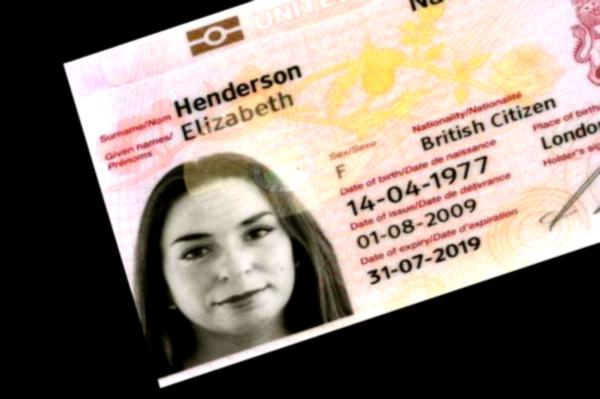 UNITE
Na
Surname/Nom
Henderson
Given names/
Prénoms
Elizabeth
Sex/Sexe
F
Nationality/Nationalité
British Citizen
Date of birth/Date de naissance
14-04-1977
Place of birth
Londo
Date of issue/Date de délivrance
01-08-2009
Holder's sig
Date of expiry/Date d'expiration
31-07-2019